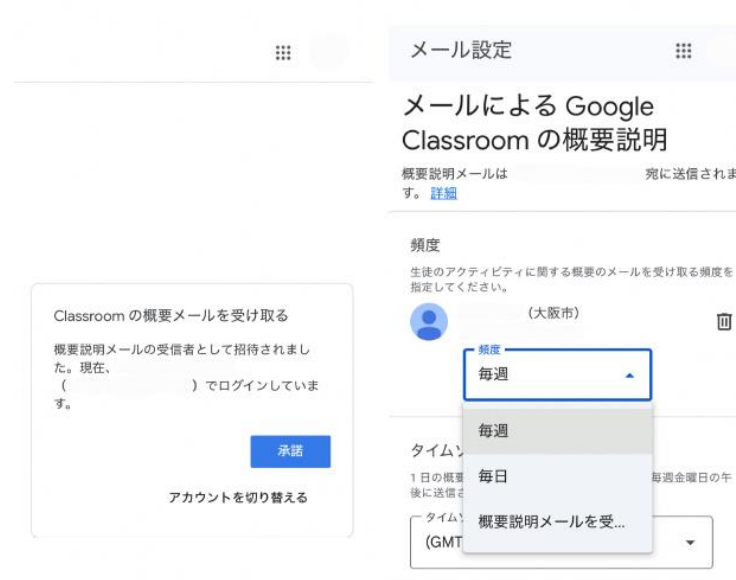 Classroom の概要メールを受け取る
概要説明メールの受信者として招待されまし
た。現在、
( ) でログインしていま
す。
承諾
アカウントを切り替える
メール設定
メールによる Google
Classroom の概要説明
概要説明メールは 宛に送信されま
す。 詳細
頻度
生徒のアクティビティに関する概要のメールを受け取る頻度を
指定してください。
(大阪市)
頻度
毎週
毎週
毎日
概要説明メールを受...
タイムゾ
1 日の概要 毎週金曜日の午
後に送信さ
タイム
(GMT